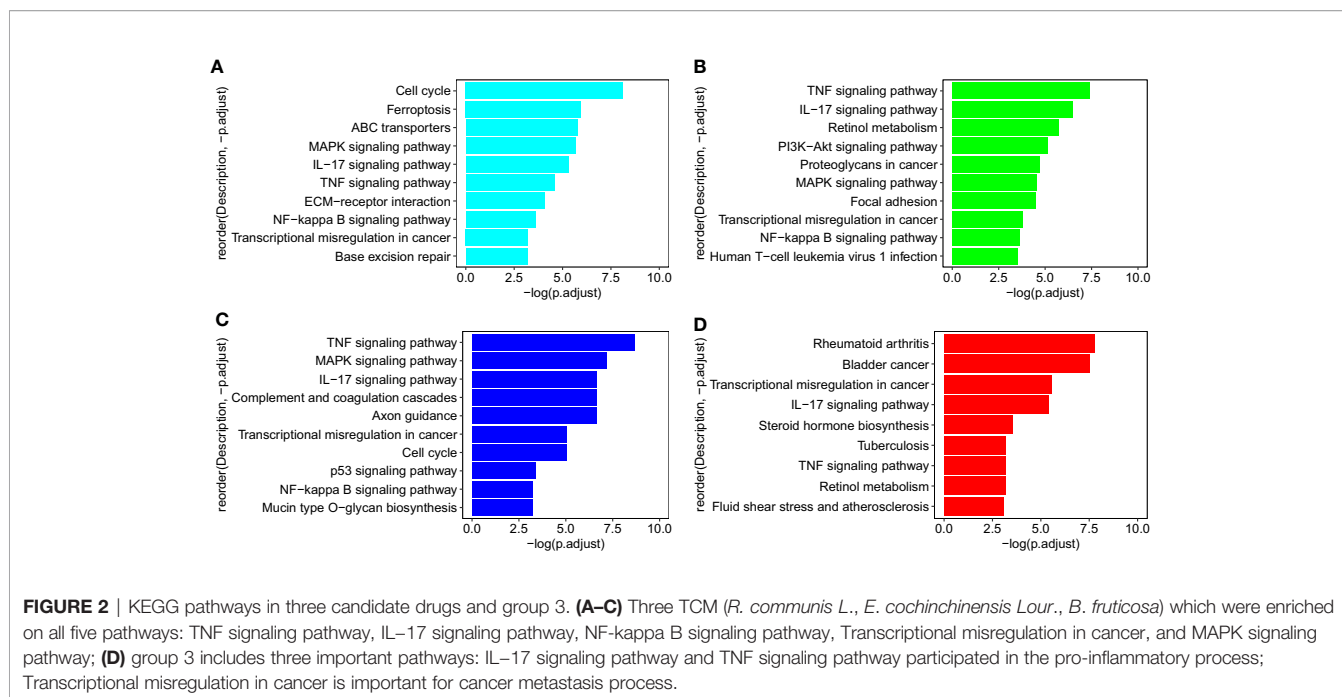 A
reorder(Description, −p.adjust)
Cell cycle
Ferroptosis
ABC transporters
MAPK signaling pathway
IL−17 signaling pathway
TNF signaling pathway
ECM−receptor interaction
NF−kappa B signaling pathway
Transcriptional misregulation in cancer
Base excision repair
0.0 2.5 5.0 7.5 10.0
−log(p.adjust)
B
reorder(Description, −p.adjust)
TNF signaling pathway
IL−17 signaling pathway
Retinol metabolism
PI3K−Akt signaling pathway
Proteoglycans in cancer
MAPK signaling pathway
Focal adhesion
Transcriptional misregulation in cancer
NF−kappa B signaling pathway
Human T−cell leukemia virus 1 infection
0.0 2.5 5.0 7.5 10.0
−log(p.adjust)
C
reorder(Description, −p.adjust)
TNF signaling pathway
MAPK signaling pathway
IL−17 signaling pathway
Complement and coagulation cascades
Axon guidance
Transcriptional misregulation in cancer
Cell cycle
p53 signaling pathway
NF−kappa B signaling pathway
Mucin type O−glycan biosynthesis
0.0 2.5 5.0 7.5 10.0
−log(p.adjust)
D
reorder(Description, −p.adjust)
Rheumatoid arthritis
Bladder cancer
Transcriptional misregulation in cancer
IL−17 signaling pathway
Steroid hormone biosynthesis
Tuberculosis
TNF signaling pathway
Retinol metabolism
Fluid shear stress and atherosclerosis
0.0 2.5 5.0 7.5 10.0
−log(p.adjust)
FIGURE 2 | KEGG pathways in three candidate drugs and group 3. (A–C) Three TCM (R. communis L., E. cochinchinensis Lour., B. fruticosa) which were enriched
on all five pathways: TNF signaling pathway, IL−17 signaling pathway, NF-kappa B signaling pathway, Transcriptional misregulation in cancer, and MAPK signaling
pathway; (D) group 3 includes three important pathways: IL−17 signaling pathway and TNF signaling pathway participated in the pro-inflammatory process;
Transcriptional misregulation in cancer is important for cancer metastasis process.